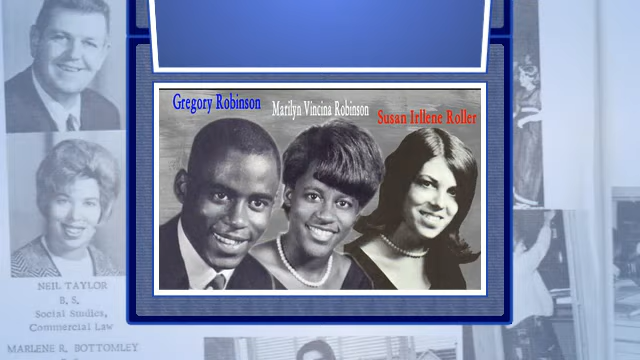 Gregory Robinson
Marilyn Vincina Robinson
Susan Irllene Roller
NEIL TAYLOR
B. S.
Social Studies,
Commercial Law
MARLENE R. BOTTOMLEY